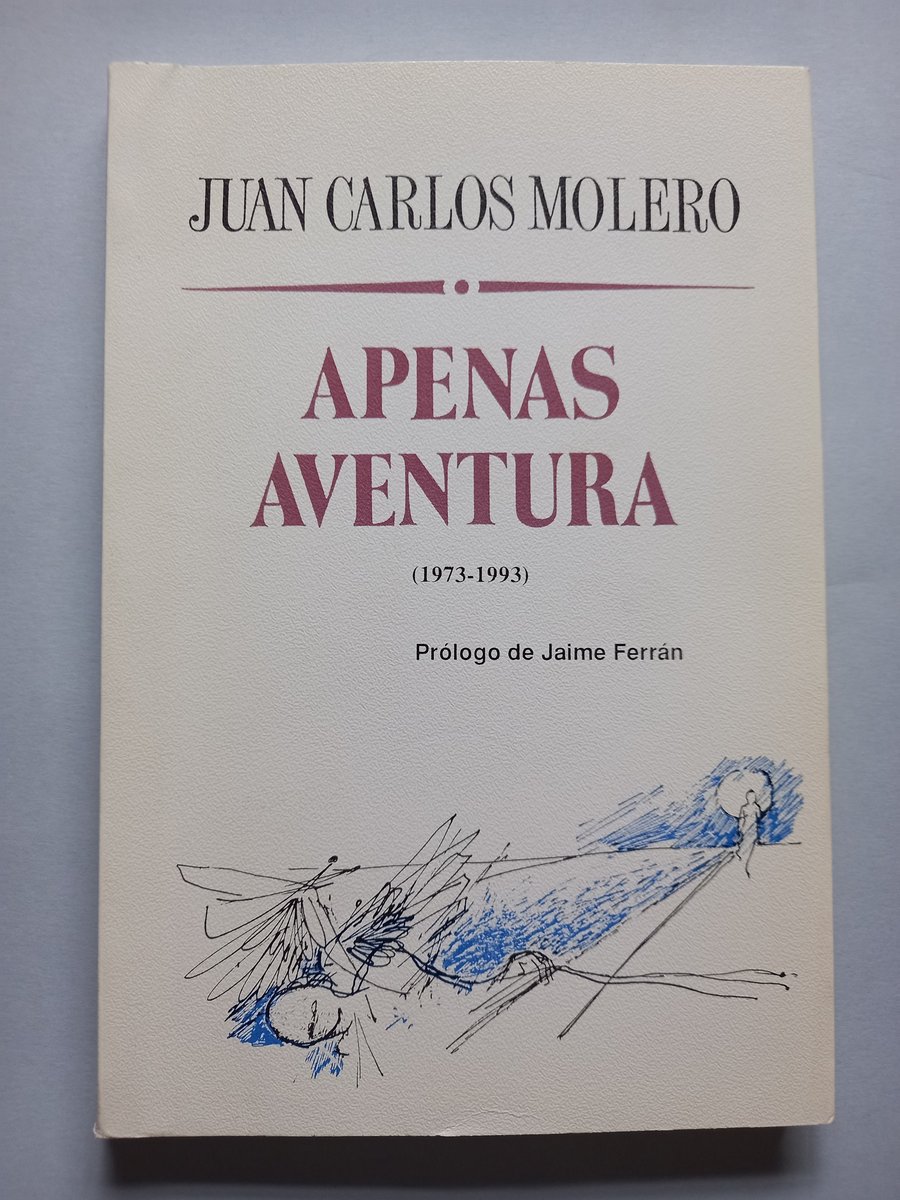 JUAN CARLOS MOLERO
APENAS
AVENTURA
(1973-1993)
Prólogo de Jaime Ferrán